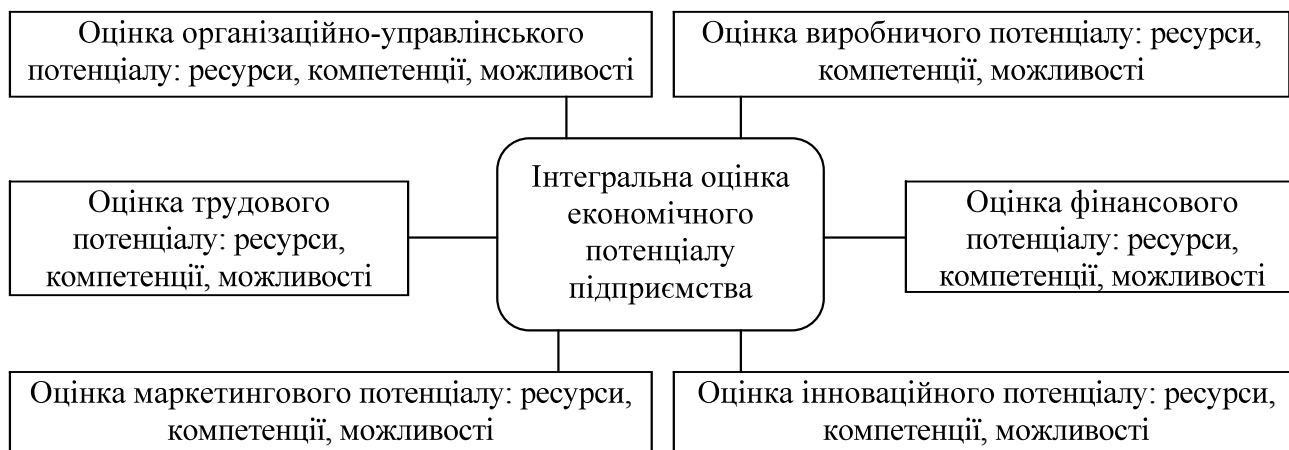 Оцінка організаційно-управлінського
потенціалу: ресурси, компетенції, можливості
Оцінка виробничого потенціалу: ресурси,
компетенції, можливості
Оцінка трудового
потенціалу: ресурси,
компетенції, можливості
Інтегральна оцінка
економічного
потенціалу
підприємства
Оцінка фінансового
потенціалу: ресурси,
компетенції, можливості
Оцінка маркетингового потенціалу: ресурси,
компетенції, можливості
Оцінка інноваційного потенціалу: ресурси,
компетенції, можливості